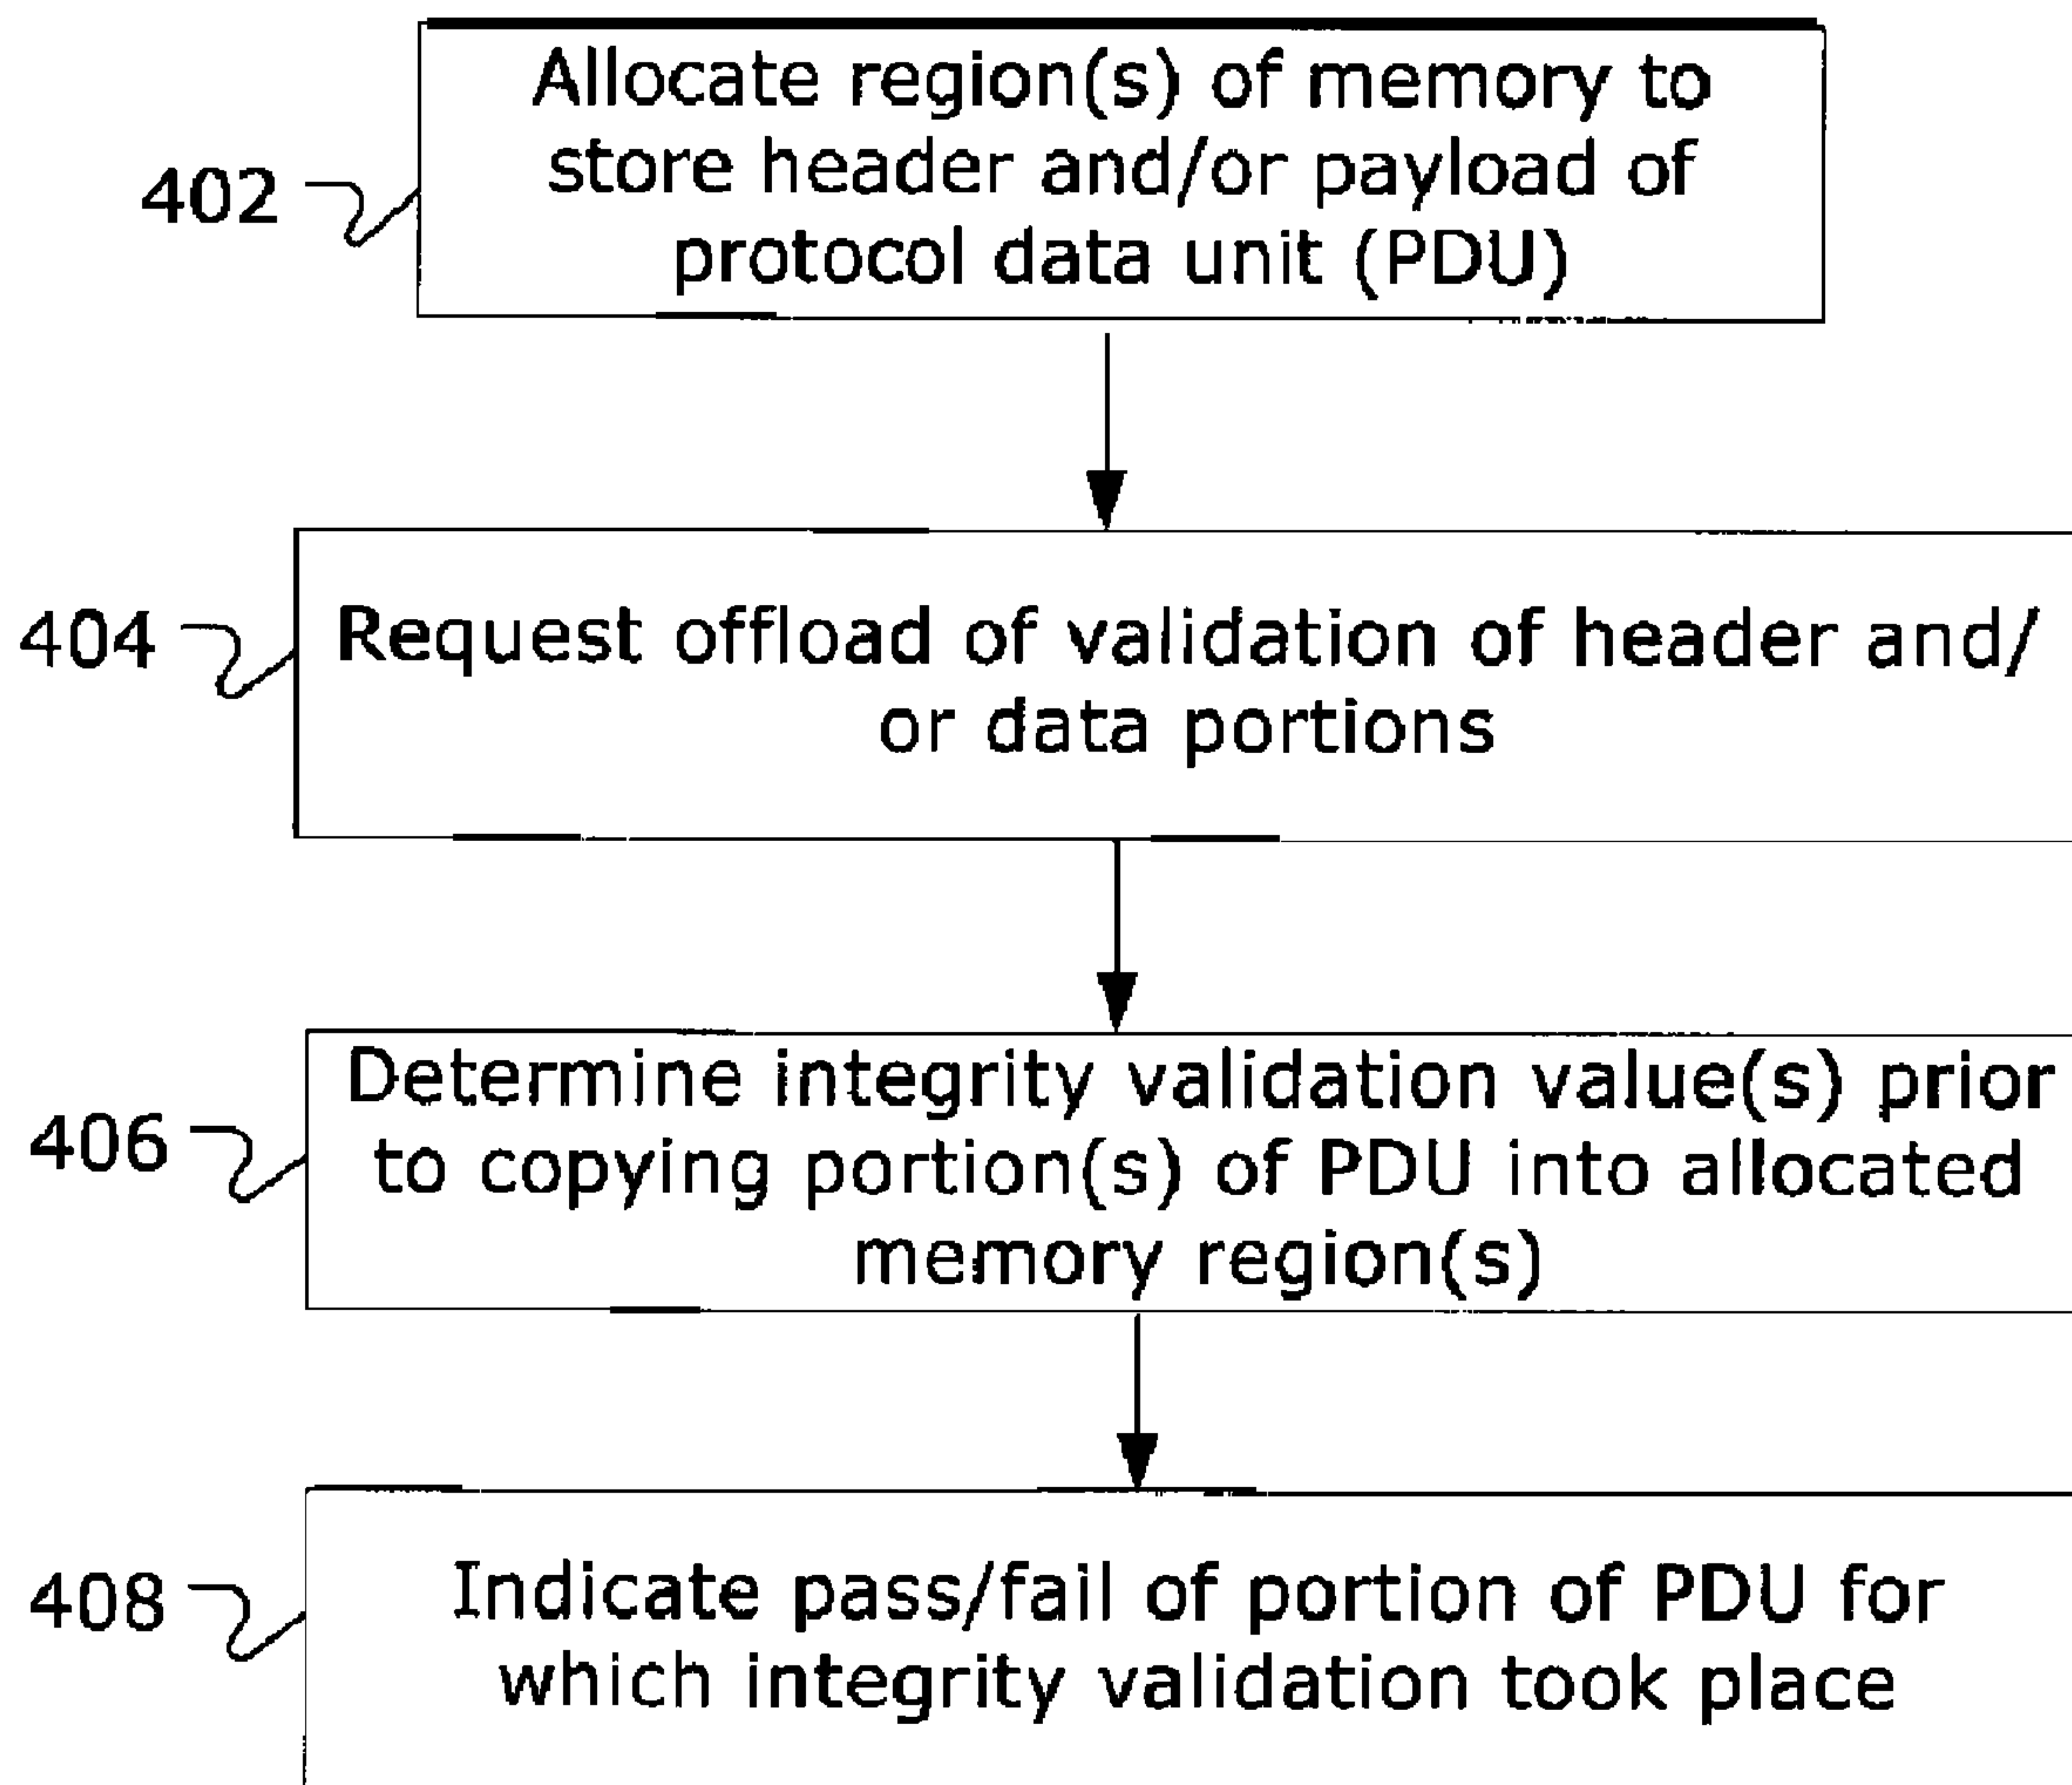 Allocate region(s) of memory to
store header and/or payload of
protocol data unit (PDU)
402
Request offload of validation of header and/
or data portions
404
Determine integrity validation value(s) prior
to copying portion(s) of PDU into allocated
memory region(s)
406
Indicate pass/fail of portion of PDU for
which integrity validation took place
408